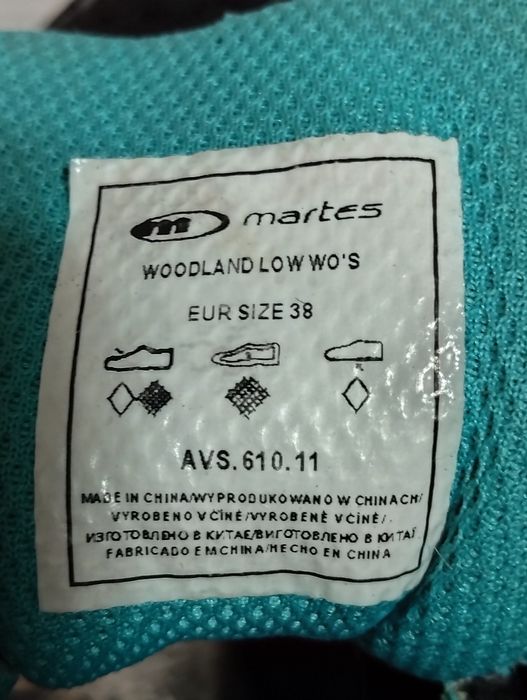 m martes
WOODLAND LOW WO'S
EUR SIZE 38
AVS.610.11
MADE IN CHINA/WYPRODUKOWANO W CHINACH/
VYROBENO V ČÍNĚ/VYROBENÉ V ČÍNE/
ИЗГОТОВЛЕНО В КИТАЕ/ВИГОТОВЛЕНО В КИТАЇ
FABRICADO EM CHINA/HECHO EN CHINA